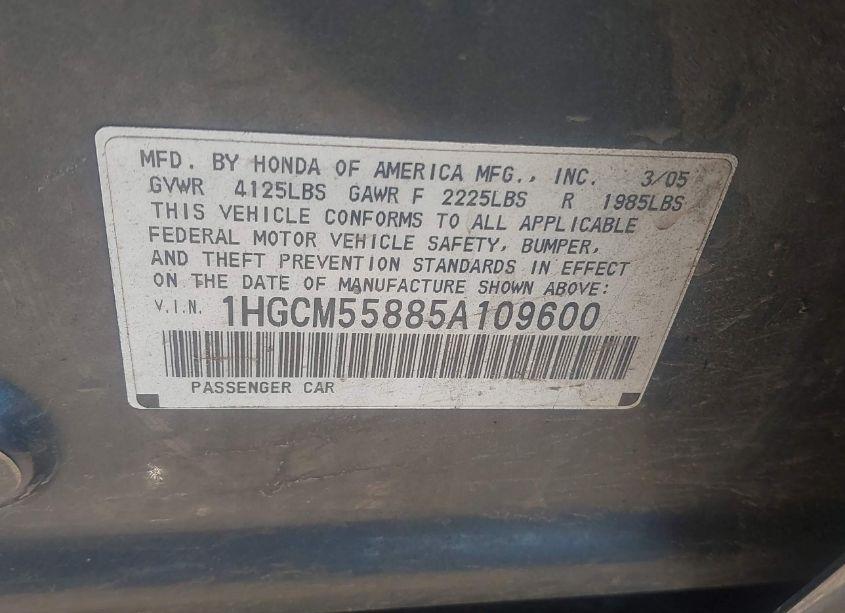 MFD. BY HONDA OF AMERICA MFG., INC. 3/05
GVWR 4125LBS GAWR F 2225LBS R 1985LBS
THIS VEHICLE CONFORMS TO ALL APPLICABLE
FEDERAL MOTOR VEHICLE SAFETY, BUMPER,
AND THEFT PREVENTION STANDARDS IN EFFECT
ON THE DATE OF MANUFACTURE SHOWN ABOVE:
V.I.N. 1HGCM55885A109600
PASSENGER CAR